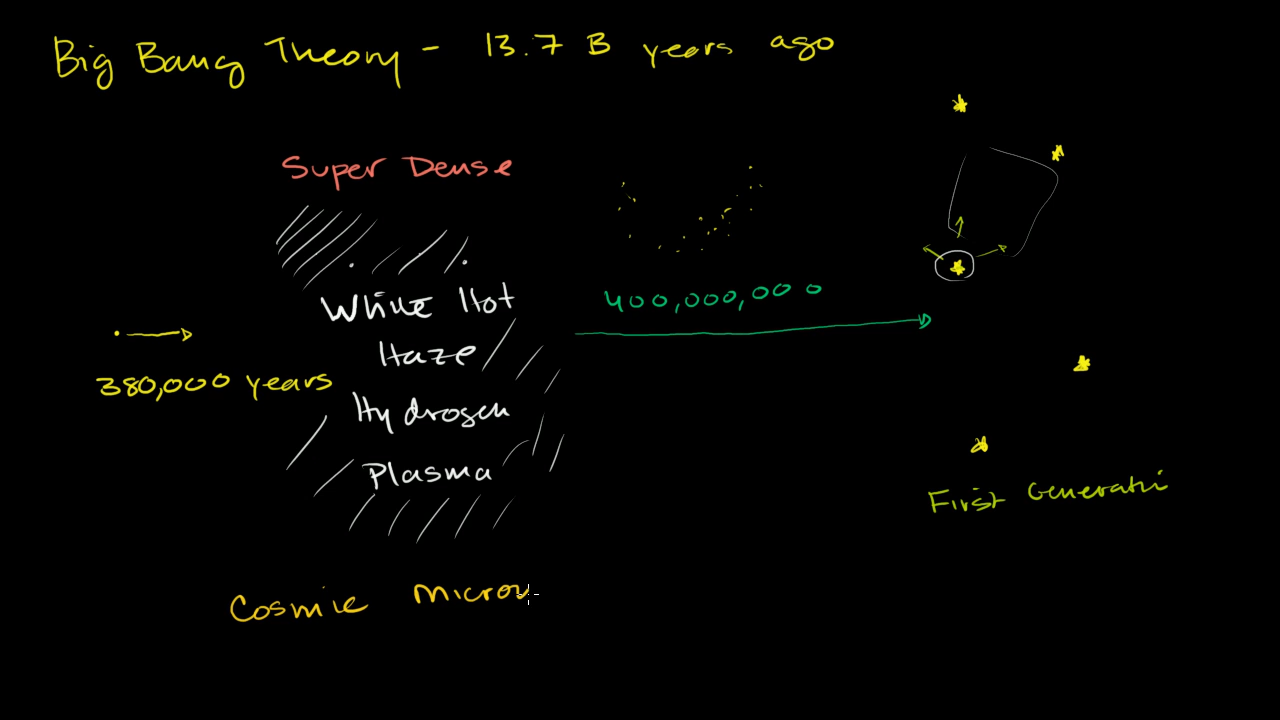 Big Bang Theory - 13.7 B years ago
Super Dense
White Hot
Haze
Hydrogen
Plasma
380,000 years
400,000,000
First Generati
Cosmic Microw